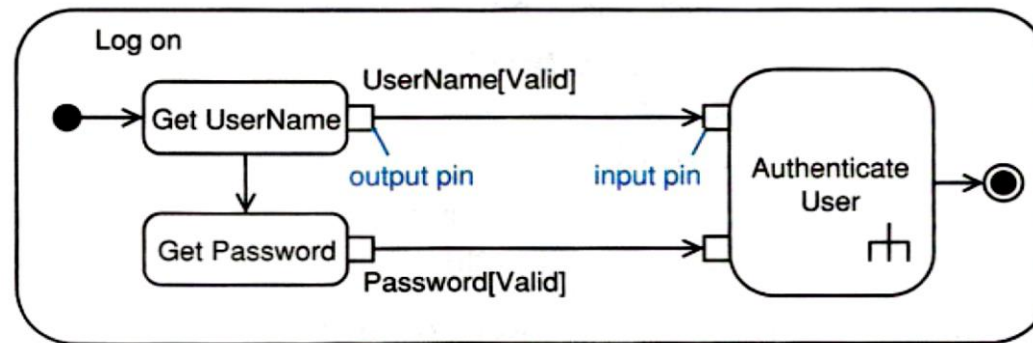 Log on
UserName[Valid]
Get UserName
output pin
input pin
Authenticate
User
Get Password
Password[Valid]